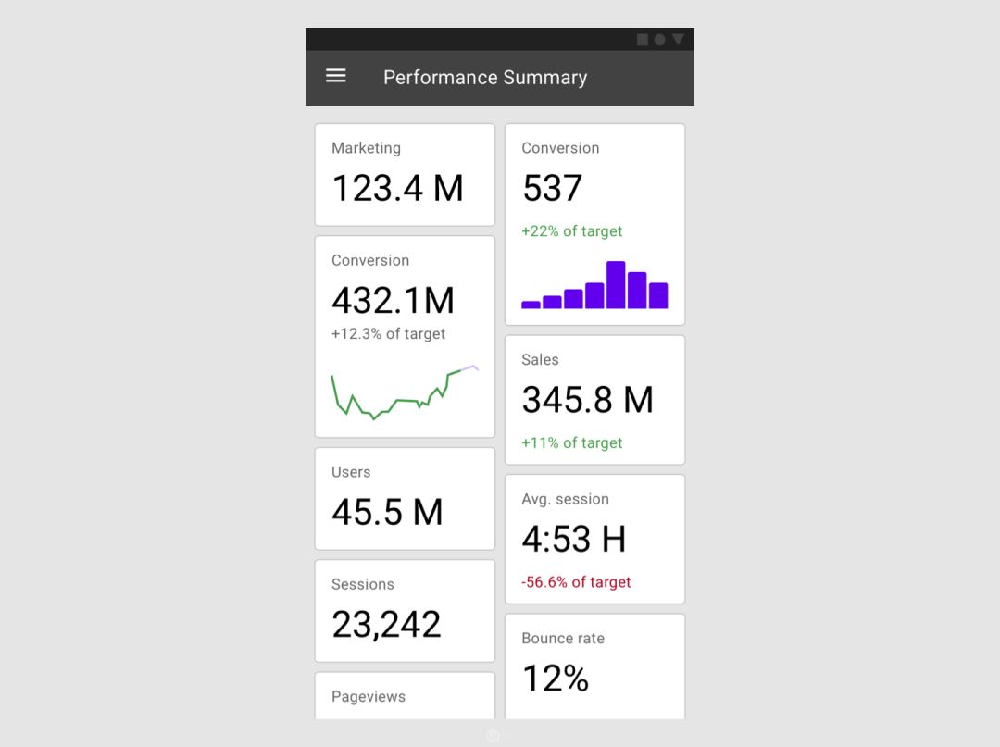 Performance Summary
Marketing
123.4 M
Conversion
432.1M
+12.3% of target
Users
45.5 M
Sessions
23,242
Pageviews
Conversion
537
+22% of target
Sales
345.8 M
+11% of target
Avg. session
4:53 H
-56.6% of target
Bounce rate
12%